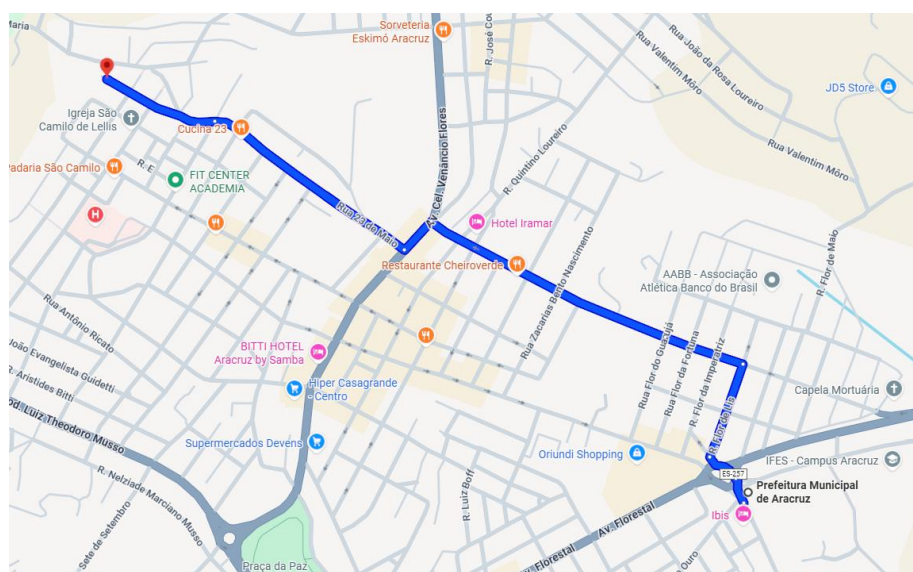 Maria
Sorveteria
Eskimó Aracruz
R. José Cou
Rua João da Rosa Loureiro
Rua Valentim Môro
JD5 Store
Igreja São
Camilo de Lellis
Cucina 23
Av. Cel. Venâncio Flores
R. Quintino Loureiro
Rua Valentim Môro
Padaria São Camilo
R. E
FIT CENTER
ACADEMIA
H
Rua 23 de Maio
Hotel Iramar
Restaurante Cheiroverde
Rua Zacarias Bento Nascimento
AABB - Associação
Atlética Banco do Brasil
R. Flor de Maio
Rua Antônio Ricato
BITTI HOTEL
Aracruz by Samba
João Evangelista Guidetti
R. Aristides Bitti
Hiper Casagrande
- Centro
Rua Flor do Guarujá
Rua Flor da Fortuna
R. Flor da Imperatriz
Capela Mortuária
od. Luiz Theodoro Musso
Supermercados Devens
R. Flor de Lis
Oriundi Shopping
IFES - Campus Aracruz
ES-257
R. Nelziade Marciano Musso
R. Luiz Boff
Prefeitura Municipal
de Aracruz
Ibis
Av. Florestal
Av. Florestal
Sete de Setembro
Praça da Paz
Ouro